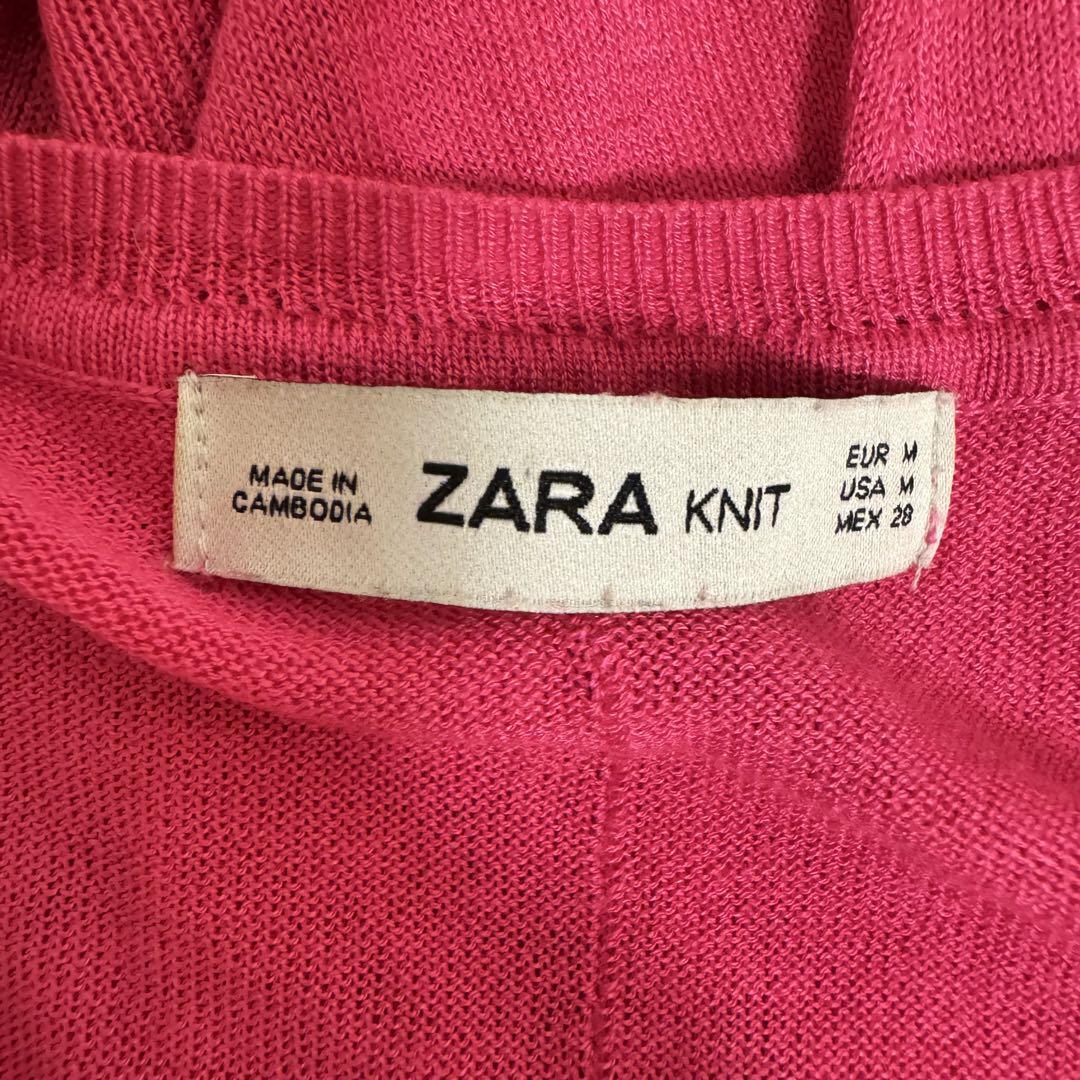 MADE IN
CAMBODIA
ZARA KNIT
EUR M
USA M
MEX 28